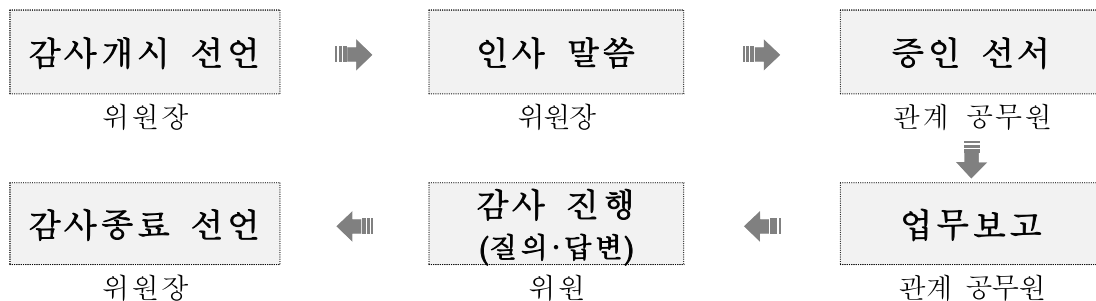 감사개시 선언
인사 말씀
증인 선서
위원장
위원장
관계 공무원
감사종료 선언
감사 진행
(질의·답변)
업무보고
위원장
위원
관계 공무원